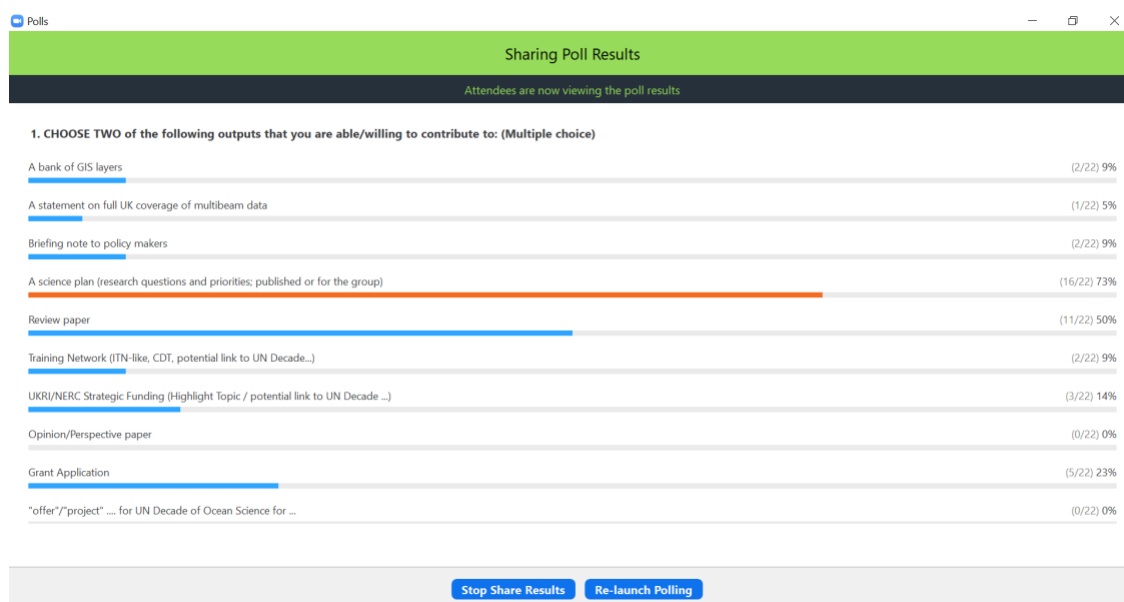 Polls
Sharing Poll Results
Attendees are now viewing the poll results
1. CHOOSE TWO of the following outputs that you are able/willing to contribute to: (Multiple choice)
A bank of GIS layers (2/22) 9%
A statement on full UK coverage of multibeam data (1/22) 5%
Briefing note to policy makers (2/22) 9%
A science plan (research questions and priorities; published or for the group) (16/22) 73%
Review paper (11/22) 50%
Training Network (ITN-like, CDT, potential link to UN Decade...) (2/22) 9%
UKRI/NERC Strategic Funding (Highlight Topic / potential link to UN Decade ...) (3/22) 14%
Opinion/Perspective paper (0/22) 0%
Grant Application (5/22) 23%
"offer"/"project" .... for UN Decade of Ocean Science for ... (0/22) 0%
Stop Share Results Re-launch Polling